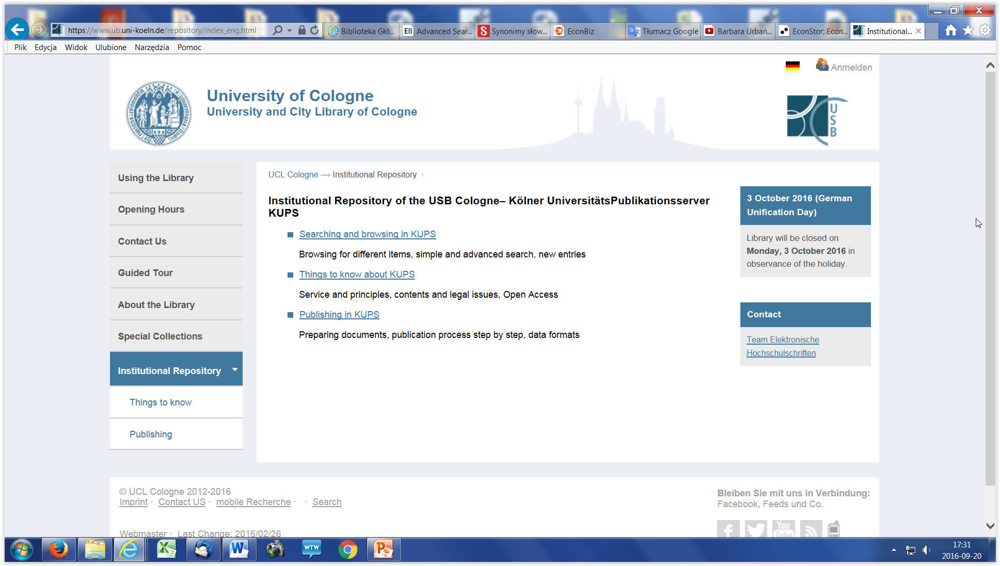 https://www.ub.uni-koeln.de/repository/index_eng.html
Biblioteka Głó...
Advanced Sear...
Synonimy słow...
EconBiz
Tłumacz Google
Barbara Urbań...
EconStor: Econ...
Institutional...
Plik Edycja Widok Ulubione Narzędzia Pomoc
Anmelden
University of Cologne
University and City Library of Cologne
USB
Using the Library
Opening Hours
Contact Us
Guided Tour
About the Library
Special Collections
Institutional Repository
Things to know
Publishing
UCL Cologne → Institutional Repository ·
Institutional Repository of the USB Cologne– Kölner UniversitätsPublikationsserver
KUPS
Searching and browsing in KUPS
Browsing for different items, simple and advanced search, new entries
Things to know about KUPS
Service and principles, contents and legal issues, Open Access
Publishing in KUPS
Preparing documents, publication process step by step, data formats
3 October 2016 (German
Unification Day)
Library will be closed on
Monday, 3 October 2016 in
observance of the holiday.
Contact
Team Elektronische
Hochschulschriften
© UCL Cologne 2012-2016
Imprint · Contact US · mobile Recherche · · Search
Webmaster · Last Change: 2016/02/26
Bleiben Sie mit uns in Verbindung:
Facebook, Feeds und Co.
You
Tube
WTW
17:31
2016-09-20